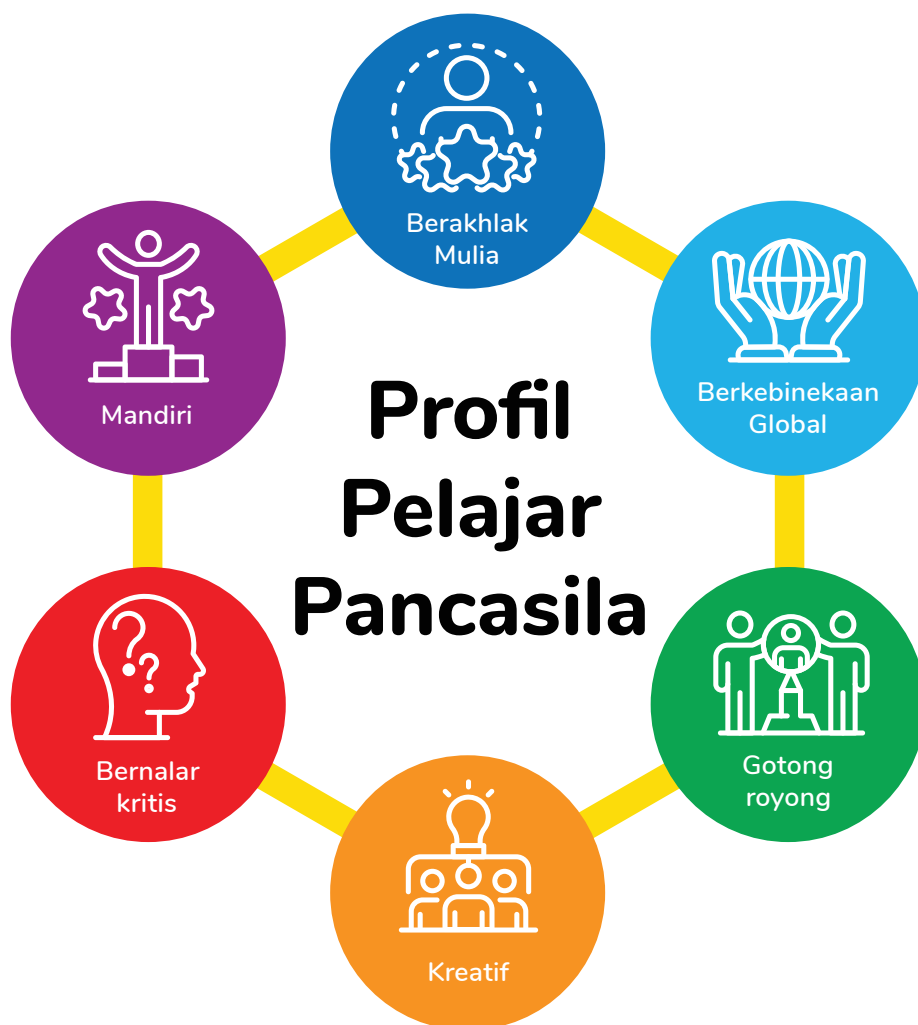 Profil
Pelajar
Pancasila
Berakhlak
Mulia
Berkebinekaan
Global
Gotong
royong
Kreatif
Bernalar
kritis
Mandiri